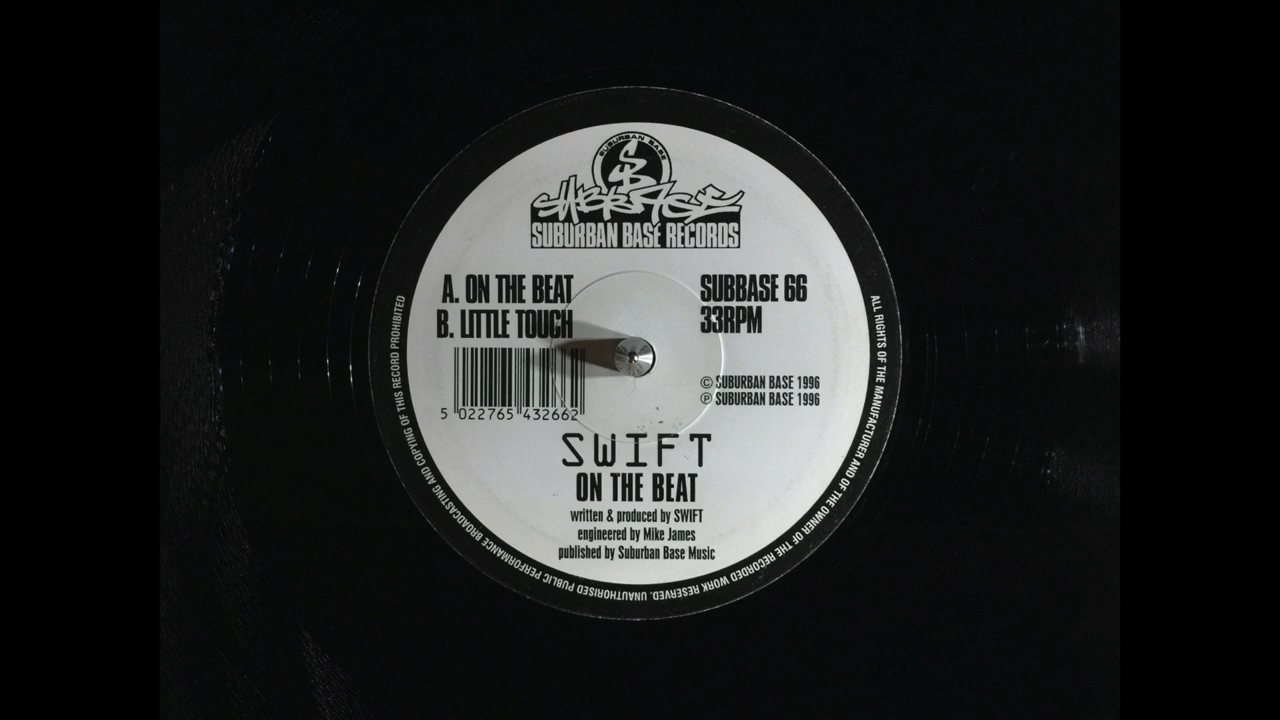 SUBURBAN BASE
SB
SUBBASE
SUBURBAN BASE RECORDS
A. ON THE BEAT
B. LITTLE TOUCH
SUBBASE 66
33RPM
5 022765 432662
© SUBURBAN BASE 1996
℗ SUBURBAN BASE 1996
SWIFT
ON THE BEAT
written & produced by SWIFT
engineered by Mike James
published by Suburban Base Music
ALL RIGHTS OF THE MANUFACTURER AND OF THE OWNER OF THE RECORDED WORK RESERVED. UNAUTHORISED PUBLIC PERFORMANCE BROADCASTING AND COPYING OF THIS RECORD PROHIBITED